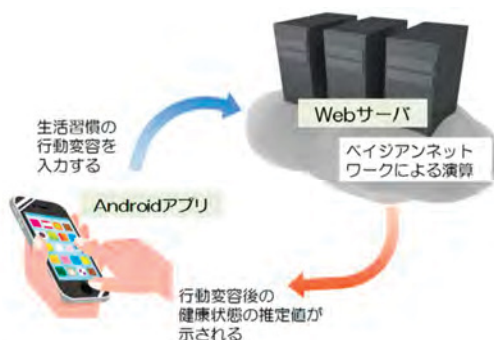 Webサーバ
ベイジアンネット
ワークによる演算
生活習慣の
行動変容を
入力する
Androidアプリ
行動変容後の
健康状態の推定値が
示される